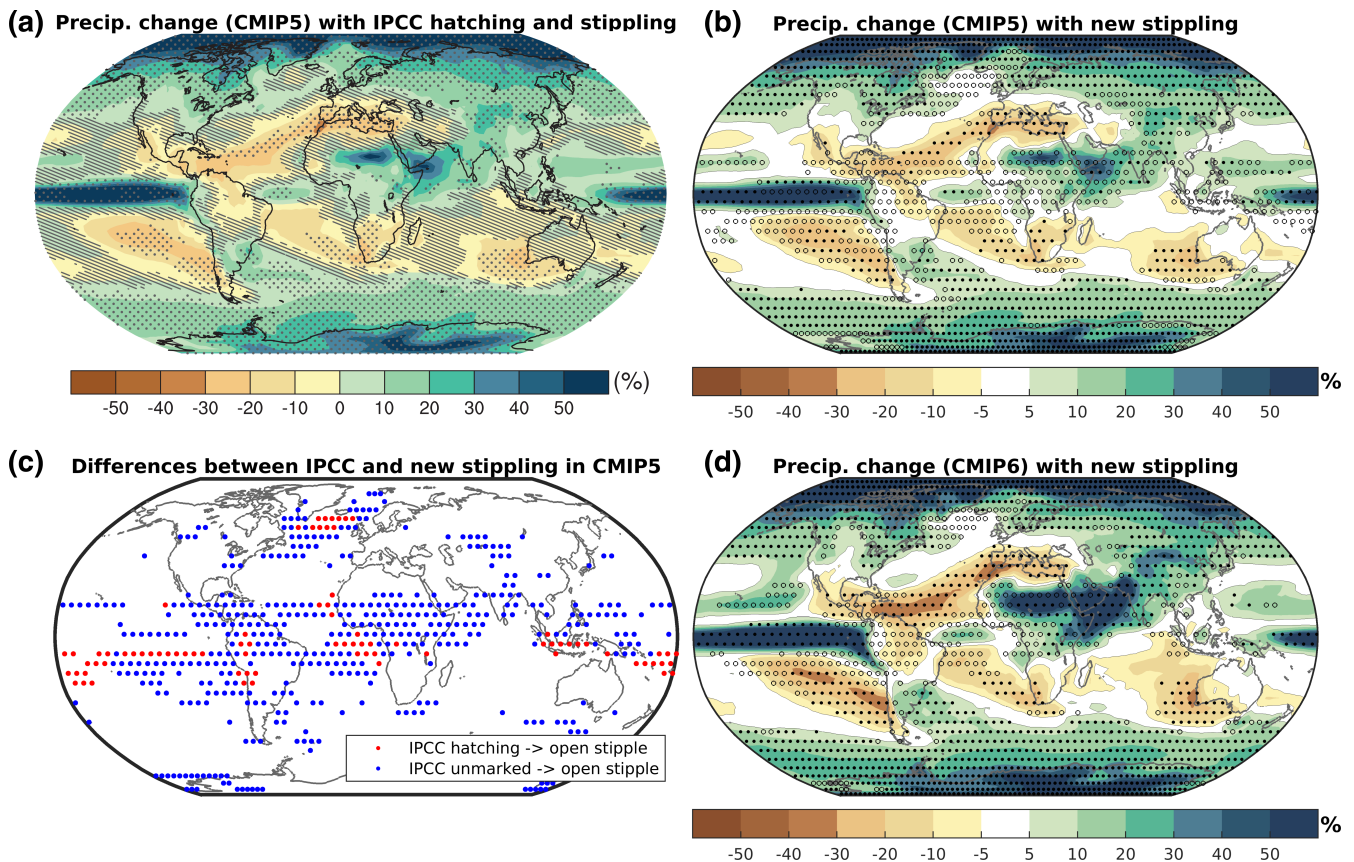 (a) Precip. change (CMIP5) with IPCC hatching and stippling
(%)
-50 -40 -30 -20 -10 0 10 20 30 40 50
(b) Precip. change (CMIP5) with new stippling
%
-50 -40 -30 -20 -10 -5 5 10 20 30 40 50
(c) Differences between IPCC and new stippling in CMIP5
IPCC hatching -> open stipple
IPCC unmarked -> open stipple
(d) Precip. change (CMIP6) with new stippling
%
-50 -40 -30 -20 -10 -5 5 10 20 30 40 50